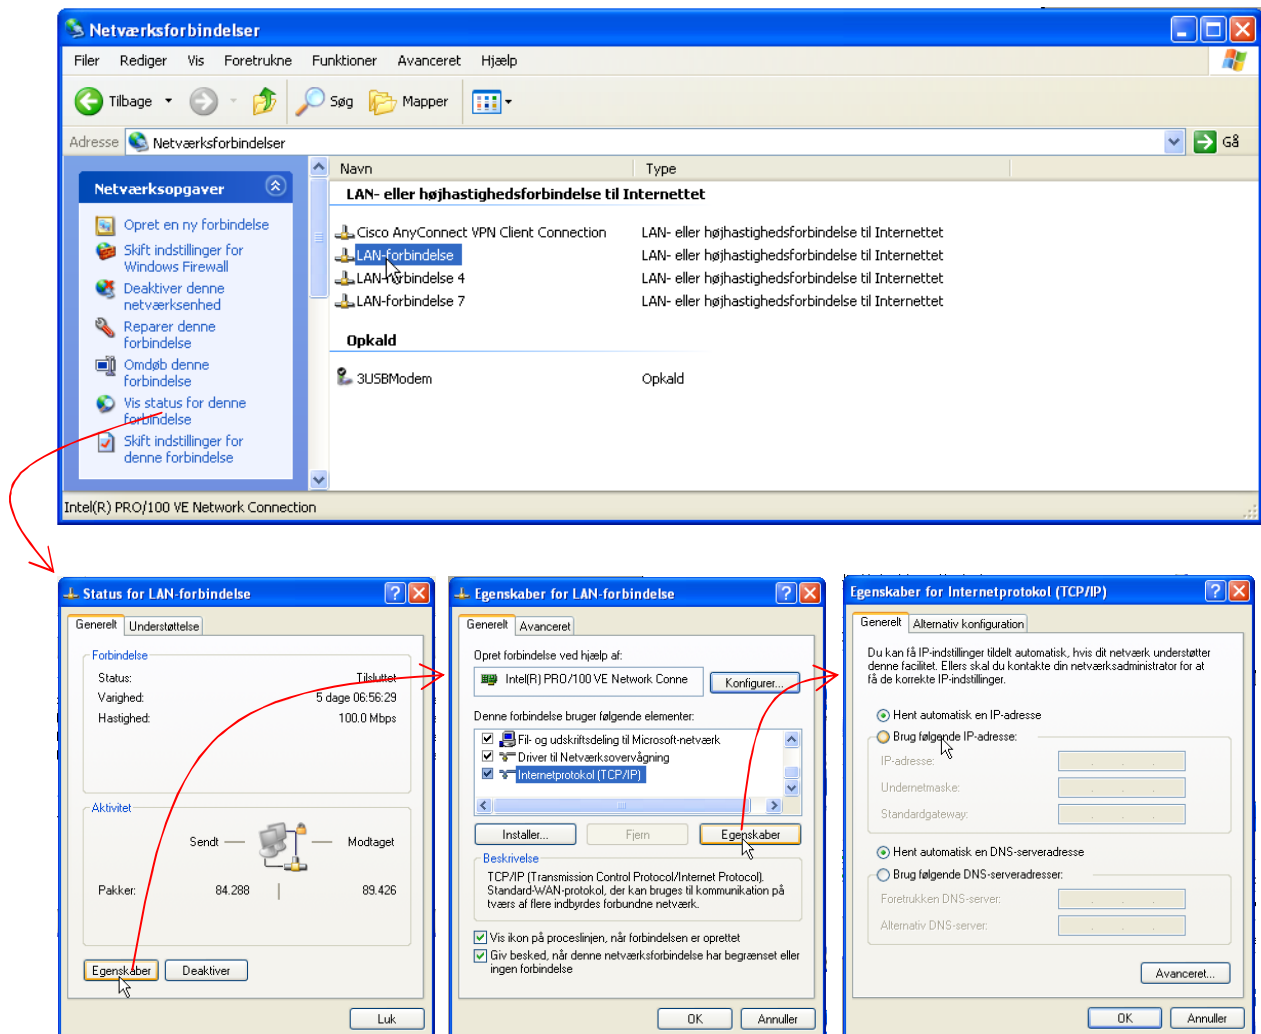 Netværksforbindelser
Filer Rediger Vis Foretrukne Funktioner Avanceret Hjælp
Tilbage Søg Mapper
Adresse Netværksforbindelser Gå
Navn Type
Netværksopgaver
Opret en ny forbindelse
Skift indstillinger for
Windows Firewall
Deaktiver denne
netværksenhed
Reparer denne
forbindelse
Omdøb denne
forbindelse
Vis status for denne
forbindelse
Skift indstillinger for
denne forbindelse
LAN- eller højhastighedsforbindelse til Internettet
Cisco AnyConnect VPN Client Connection LAN- eller højhastighedsforbindelse til Internettet
LAN-forbindelse LAN- eller højhastighedsforbindelse til Internettet
LAN-forbindelse 4 LAN- eller højhastighedsforbindelse til Internettet
LAN-forbindelse 7 LAN- eller højhastighedsforbindelse til Internettet
Opkald
3USBModem Opkald
Intel(R) PRO/100 VE Network Connection
Status for LAN-forbindelse
Generelt Understøttelse
Forbindelse
Status: Tilsluttet
Varighed: 5 dage 06:56:29
Hastighed: 100.0 Mbps
Aktivitet
Sendt — — Modtaget
Pakker: 84.288 | 89.426
Egenskaber Deaktiver
Luk
Egenskaber for LAN-forbindelse
Generelt Avanceret
Opret forbindelse ved hjælp af:
Intel(R) PRO/100 VE Network Conne Konfigurer...
Denne forbindelse bruger følgende elementer:
Fil- og udskriftsdeling til Microsoft-netværk
Driver til Netværksovervågning
Internetprotokol (TCP/IP)
Installer... Fjern Egenskaber
Beskrivelse
TCP/IP (Transmission Control Protocol/Internet Protocol).
Standard-WAN-protokol, der kan bruges til kommunikation på
tværs af flere indbyrdes forbundne netværk.
Vis ikon på proceslinjen, når forbindelsen er oprettet
Giv besked, når denne netværksforbindelse har begrænset eller
ingen forbindelse
OK Annuller
Egenskaber for Internetprotokol (TCP/IP)
Generelt Alternativ konfiguration
Du kan få IP-indstillinger tildelt automatisk, hvis dit netværk understøtter
denne facilitet. Ellers skal du kontakte din netværksadministrator for at
få de korrekte IP-indstillinger.
Hent automatisk en IP-adresse
Brug følgende IP-adresse:
IP-adresse:
Undernetmaske:
Standardgateway:
Hent automatisk en DNS-serveradresse
Brug følgende DNS-serveradresser:
Foretrukken DNS-server:
Alternativ DNS-server:
Avanceret...
OK Annuller